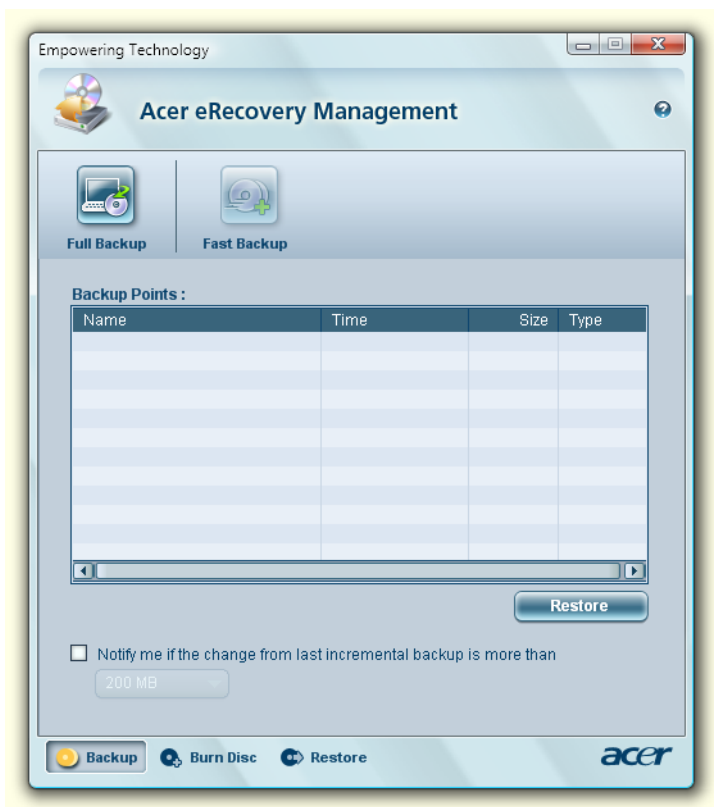 Empowering Technology
Acer eRecovery Management
Full Backup
Fast Backup
Backup Points :
Name Time Size Type
Restore
Notify me if the change from last incremental backup is more than
200 MB
Backup Burn Disc Restore acer